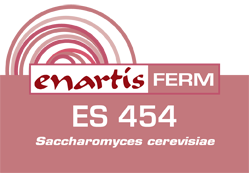 enartis FERM
ES 454
Saccharomyces cerevisiae